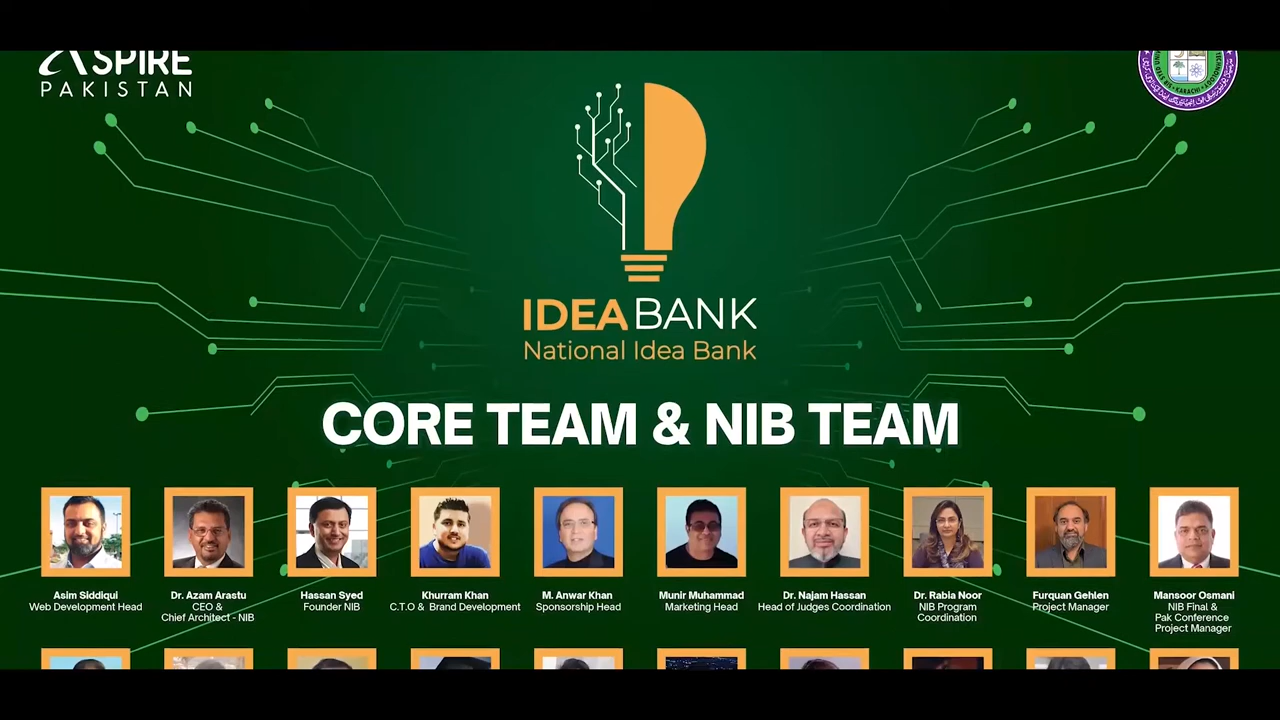 ASPIRE
PAKISTAN
IDEA BANK
National Idea Bank
CORE TEAM & NIB TEAM
Asim Siddiqui
Web Development Head
Dr. Azam Arastu
CEO &
Chief Architect - NIB
Hassan Syed
Founder NIB
Khurram Khan
C.T.O & Brand Development
M. Anwar Khan
Sponsorship Head
Munir Muhammad
Marketing Head
Dr. Najam Hassan
Head of Judges Coordination
Dr. Rabia Noor
NIB Program
Coordination
Furquan Gehlen
Project Manager
Mansoor Osmani
NIB Final &
Pak Conference
Project Manager